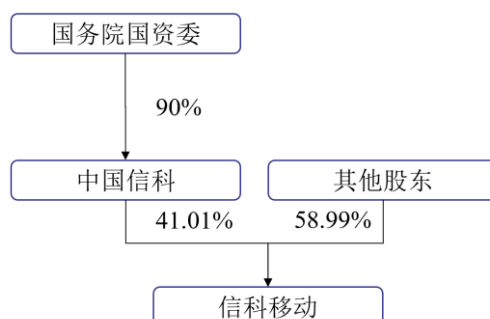 国务院国资委
90%
中国信科
其他股东
41.01%
58.99%
信科移动